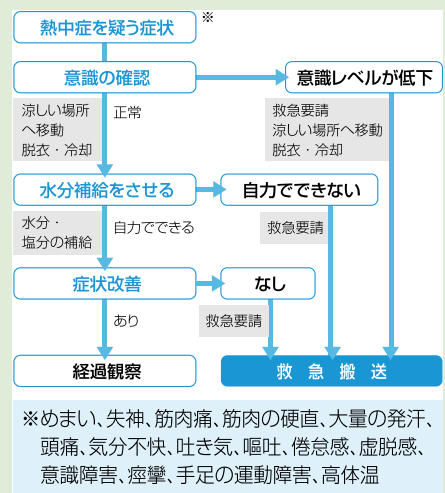 熱中症を疑う症状
※
意識の確認
意識レベルが低下
涼しい場所
へ移動
脱衣・冷却
正常
救急要請
涼しい場所へ移動
脱衣・冷却
水分補給をさせる
自力でできない
水分・
塩分の補給
自力でできる
救急要請
症状改善
なし
あり
救急要請
経過観察
救急搬送
※めまい、失神、筋肉痛、筋肉の硬直、大量の発汗、
頭痛、気分不快、吐き気、嘔吐、倦怠感、虚脱感、
意識障害、痙攣、手足の運動障害、高体温